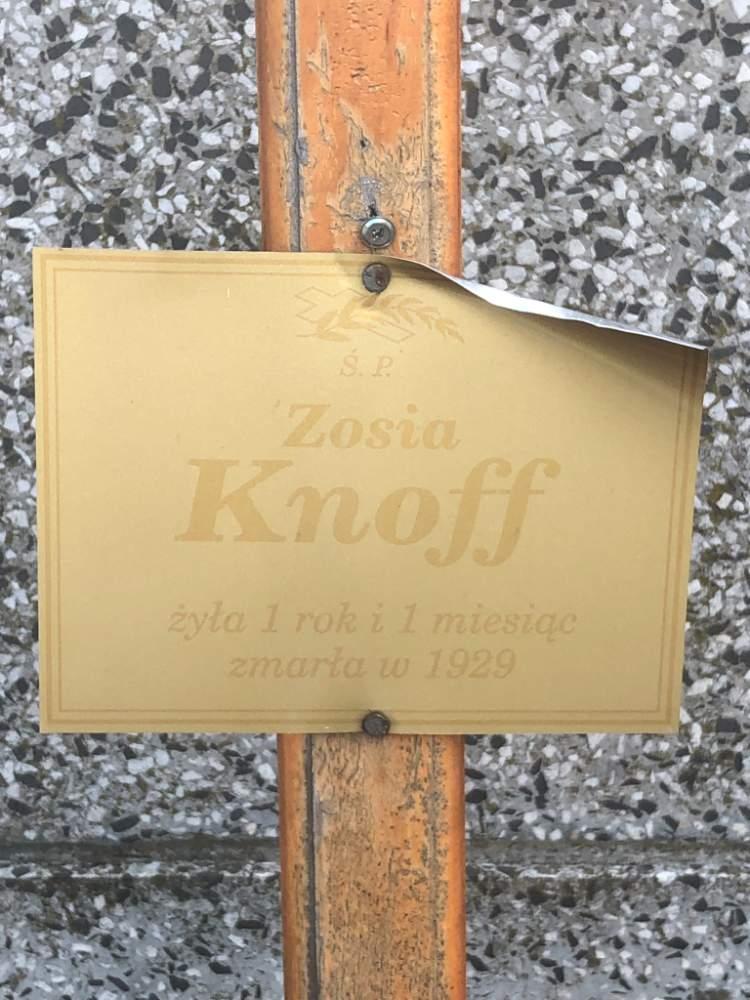 Ś. P.
Zosia
Knoff
żyła 1 rok i 1 miesiąc
zmarła w 1929